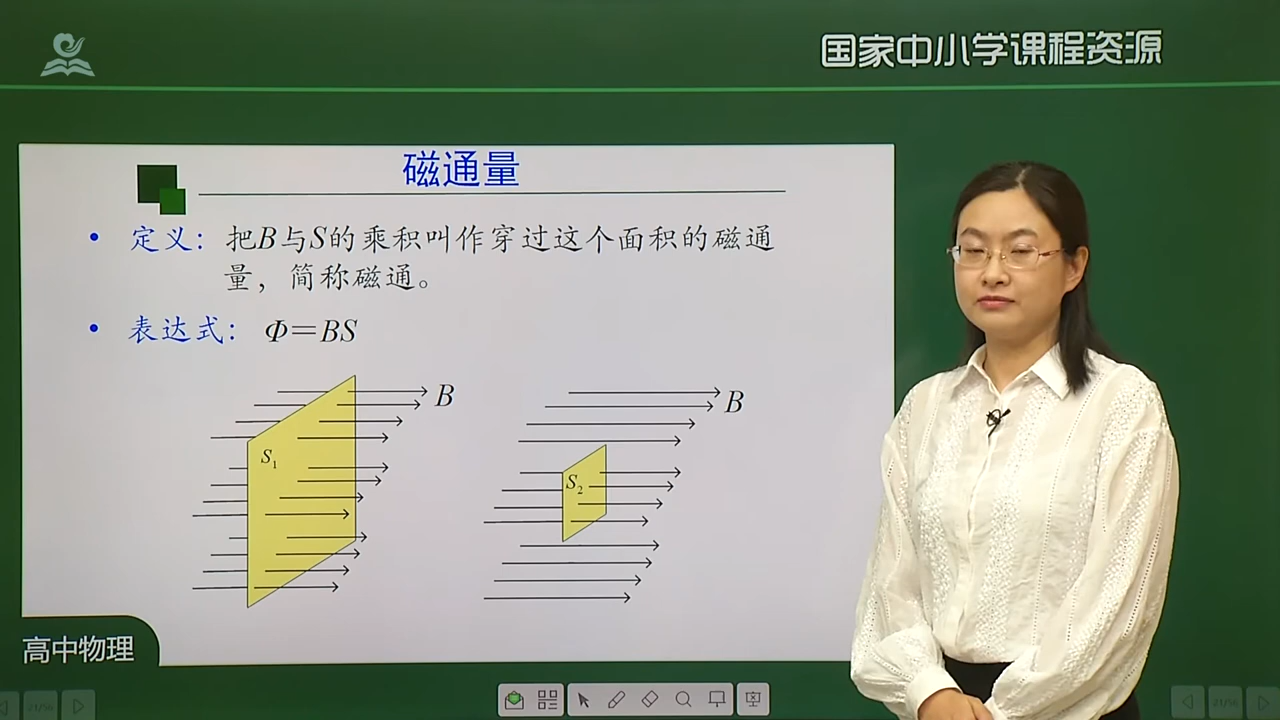 国家中小学课程资源
磁通量
• 定义：把B与S的乘积叫作穿过这个面积的磁通
量，简称磁通。
• 表达式：Φ=BS
B
B
S₁
S₂
高中物理